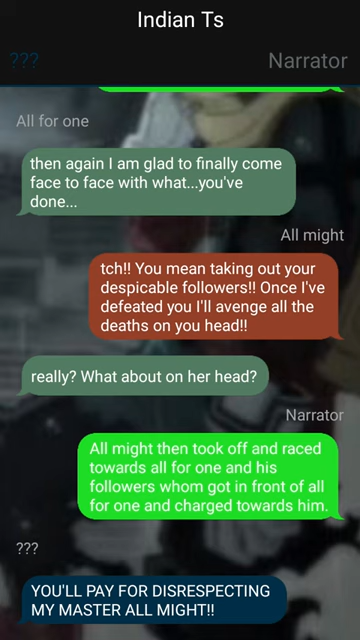 Indian Ts
???
Narrator
All for one
then again I am glad to finally come
face to face with what...you've
done...
All might
tch!! You mean taking out your
despicable followers!! Once I've
defeated you I'll avenge all the
deaths on you head!!
really? What about on her head?
Narrator
All might then took off and raced
towards all for one and his
followers whom got in front of all
for one and charged towards him.
???
YOU'LL PAY FOR DISRESPECTING
MY MASTER ALL MIGHT!!